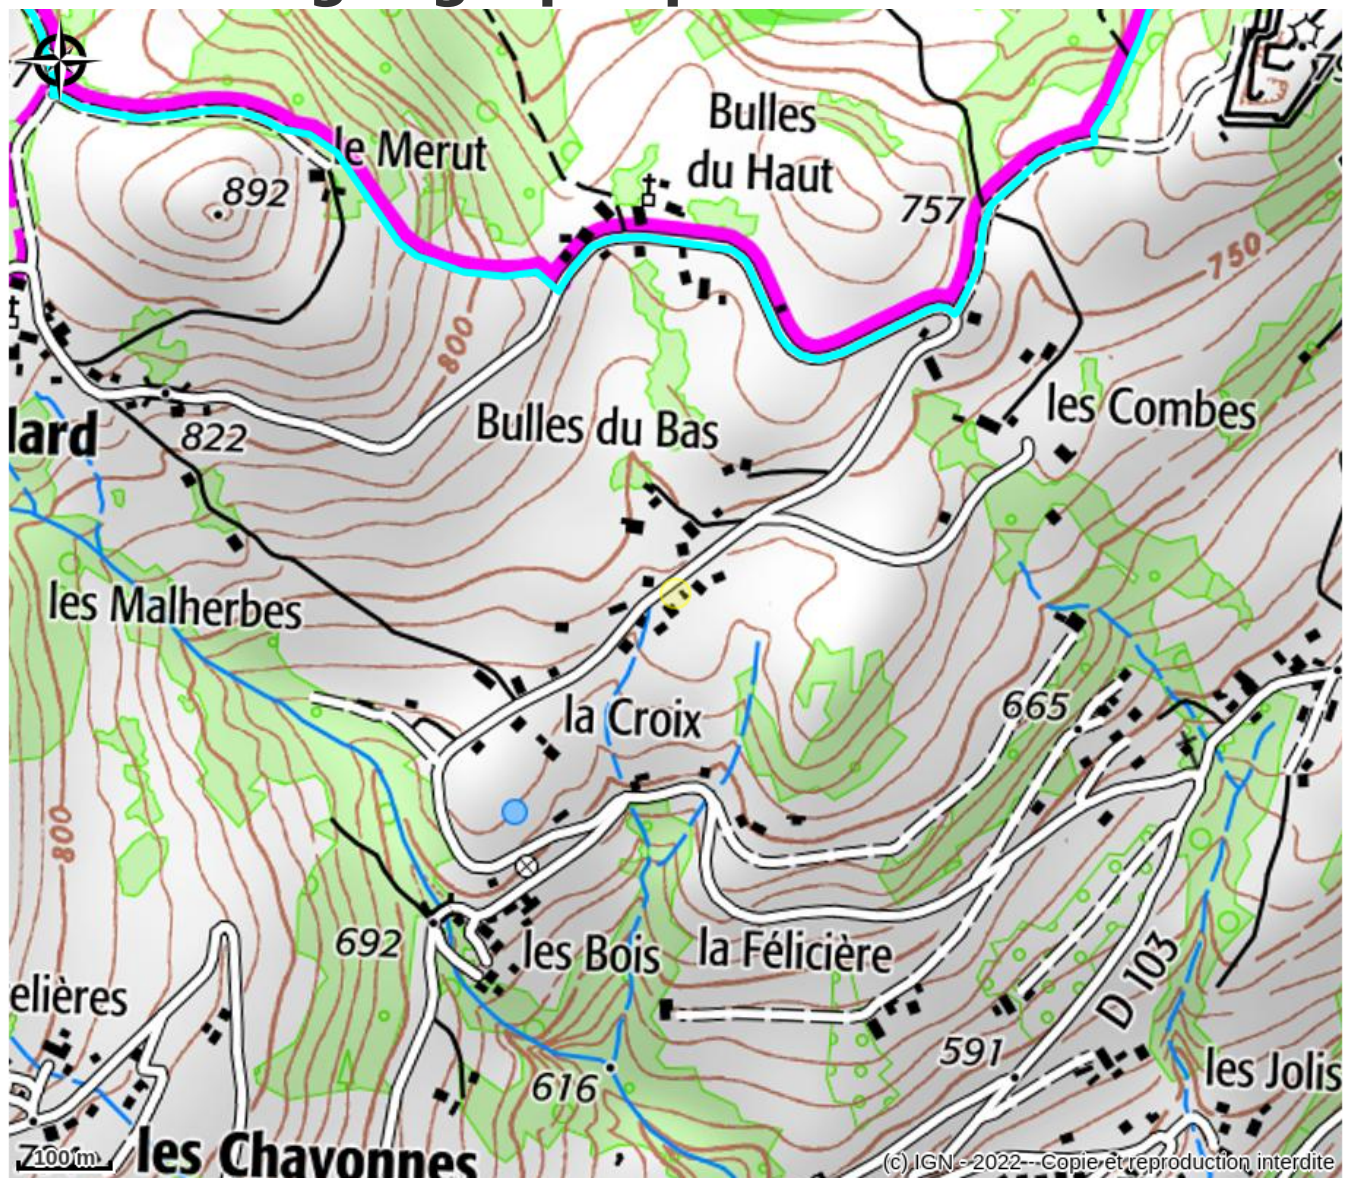 le Merut
Bulles
du Haut
892
757
750
800
les Combes
Bulles du Bas
lard
822
les Malherbes
665
la Croix
800
692
les Bois
la Félicière
elières
D 103
591
les Jolis
616
100 m
les Chavonnes
(c) IGN - 2022 - Copie et reproduction interdite